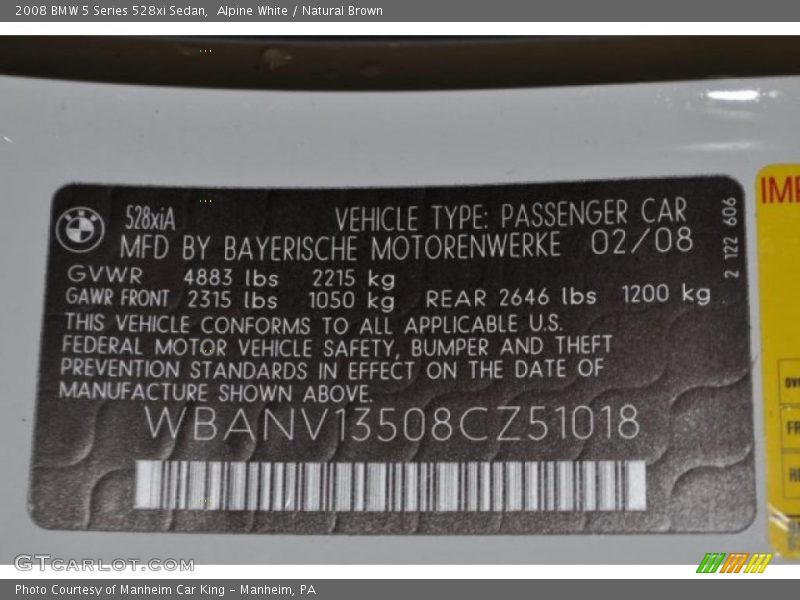 2008 BMW 5 Series 528xi Sedan,  Alpine White / Natural Brown
BMW
528xiA
VEHICLE TYPE: PASSENGER CAR
MFD BY BAYERISCHE MOTORENWERKE 02/08
GVWR 4883 lbs 2215 kg
GAWR FRONT 2315 lbs 1050 kg REAR 2646 lbs 1200 kg
THIS VEHICLE CONFORMS TO ALL APPLICABLE U.S.
FEDERAL MOTOR VEHICLE SAFETY, BUMPER AND THEFT
PREVENTION STANDARDS IN EFFECT ON THE DATE OF
MANUFACTURE SHOWN ABOVE.
WBANV13508CZ51018
2 122 606
IMP
GTCarLot.com
Photo Courtesy of Manheim Car King - Manheim, PA